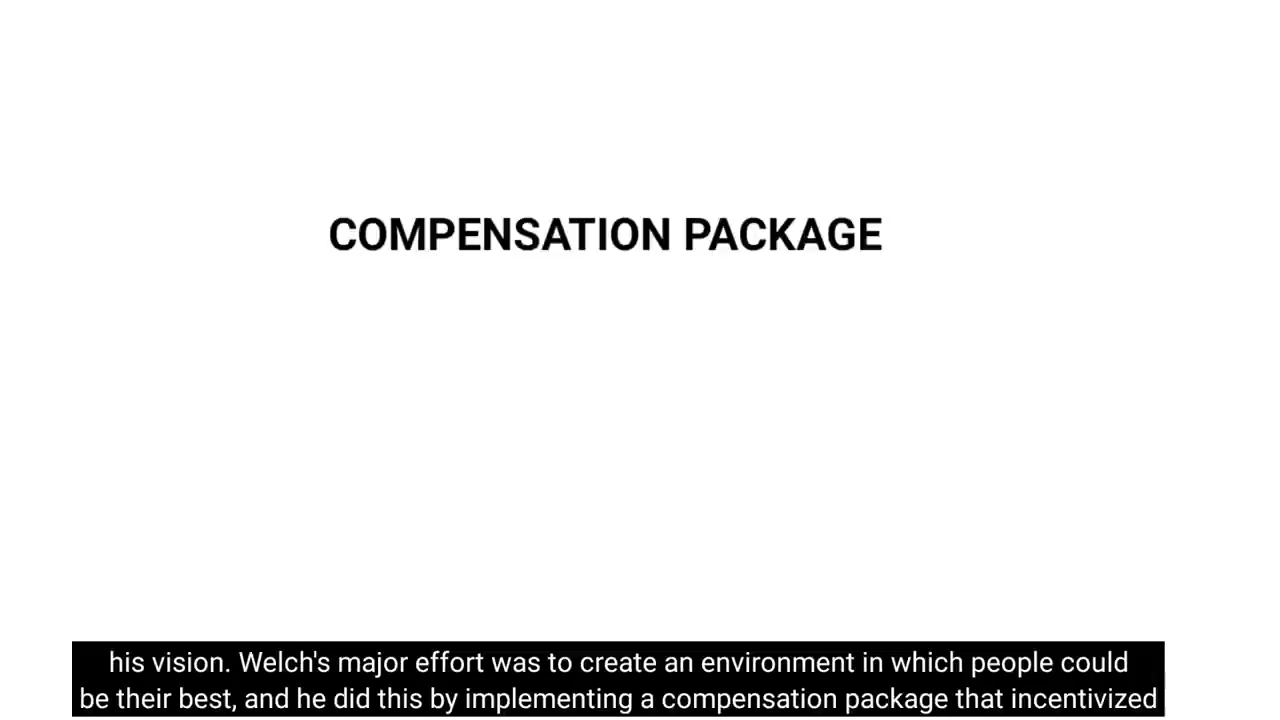 COMPENSATION PACKAGE
his vision. Welch's major effort was to create an environment in which people could
be their best, and he did this by implementing a compensation package that incentivized